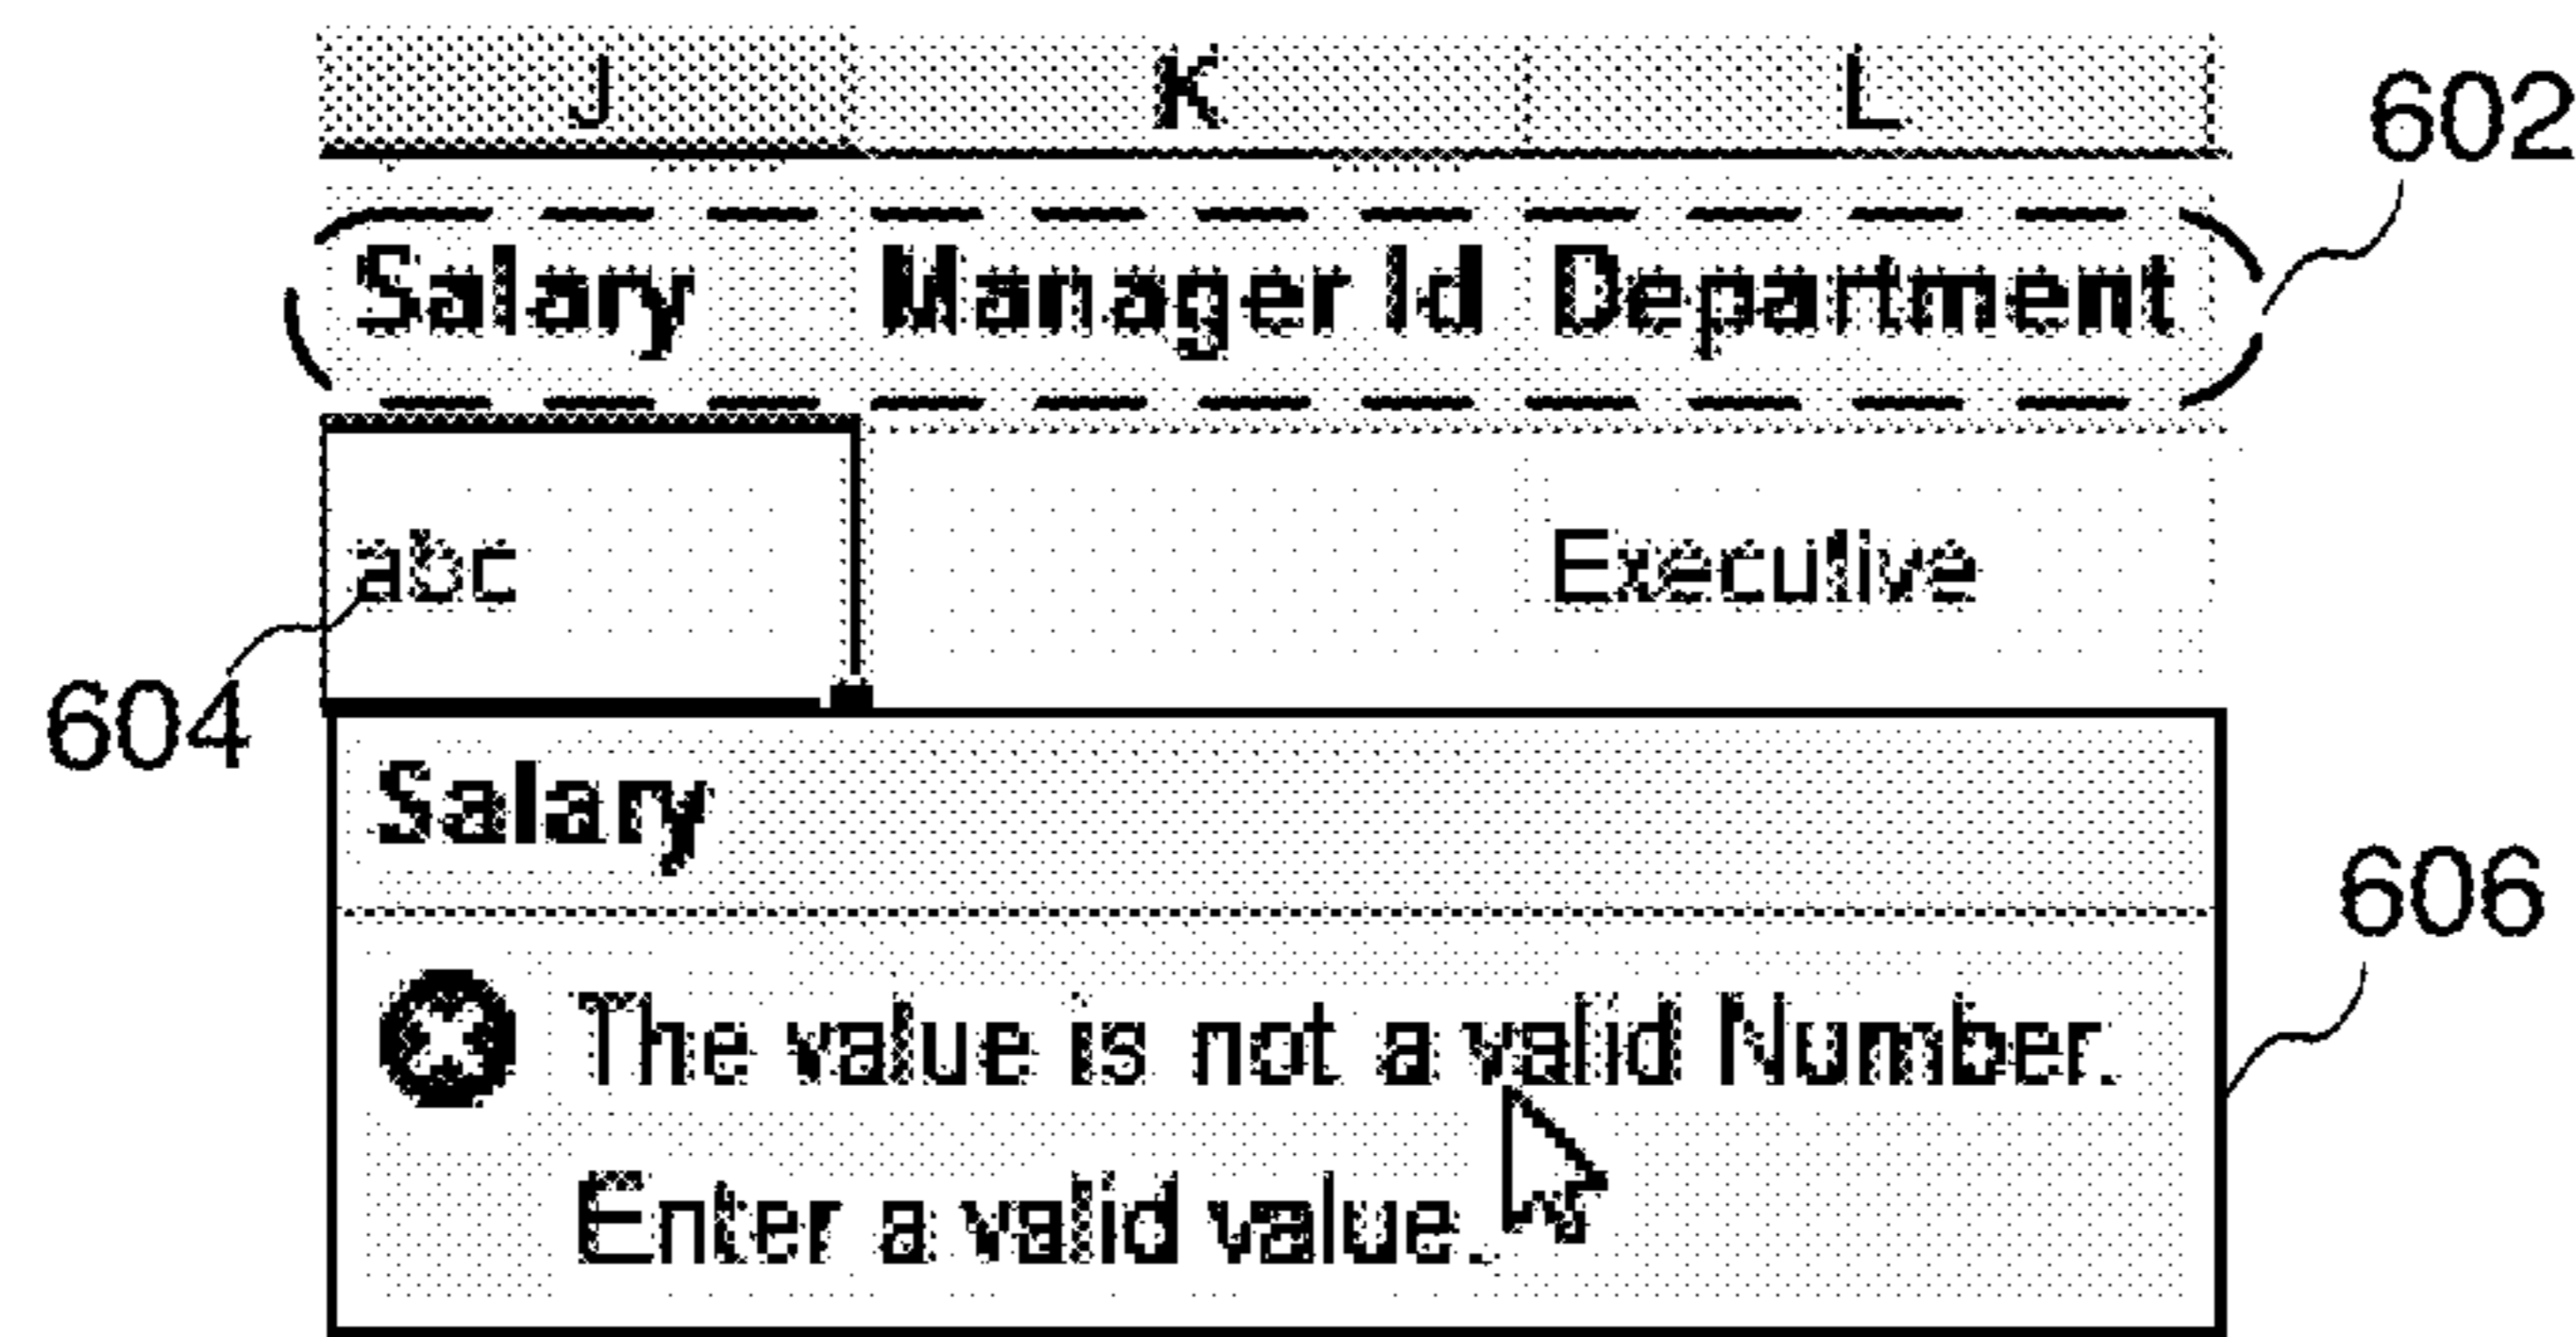 J K L
602
Salary Manager Id Department
abc Executive
604
Salary
606
The value is not a valid Number.
Enter a valid value.